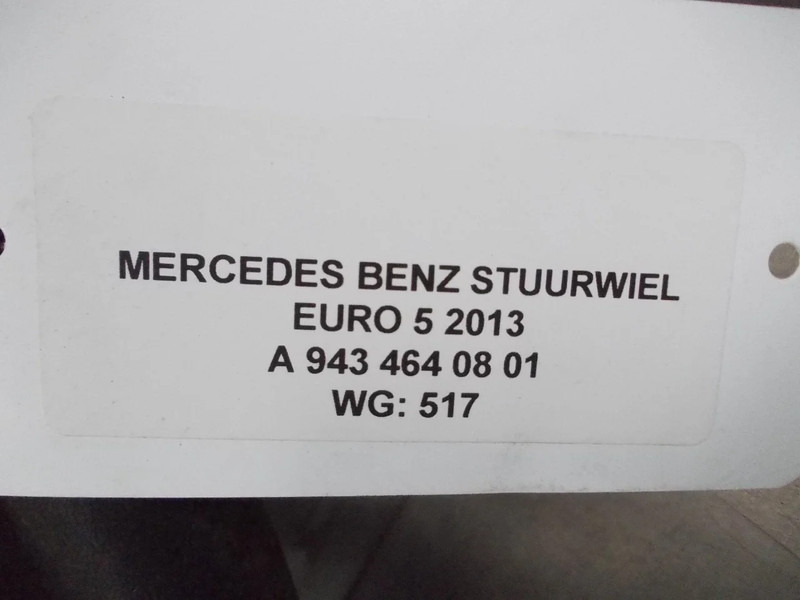 MERCEDES BENZ STUURWIEL
EURO 5 2013
A 943 464 08 01
WG: 517